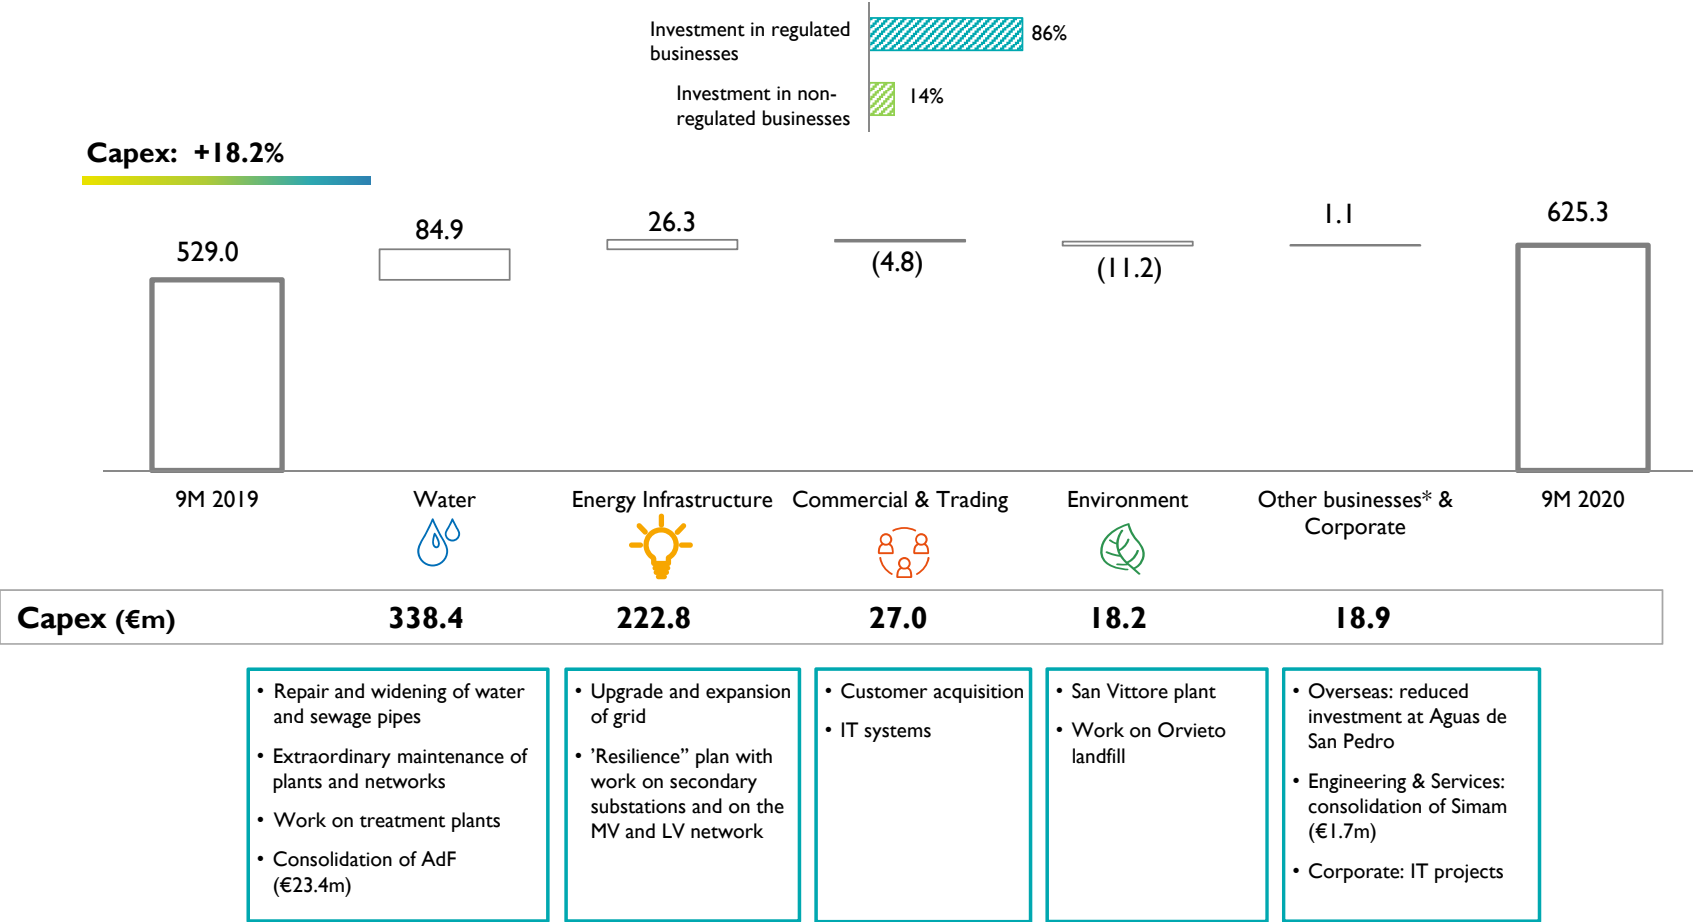 Investment in regulated
businesses
86%
Investment in non-
regulated businesses
14%
Capex: +18.2%
529.0
84.9
26.3
(4.8)
(11.2)
1.1
625.3
9M 2019
Water
Energy Infrastructure
Commercial & Trading
Environment
Other businesses* &
Corporate
9M 2020
Capex (€m)
338.4
222.8
27.0
18.2
18.9
• Repair and widening of water
and sewage pipes
• Extraordinary maintenance of
plants and networks
• Work on treatment plants
• Consolidation of AdF
(€23.4m)
• Upgrade and expansion
of grid
• ’Resilience” plan with
work on secondary
substations and on the
MV and LV network
• Customer acquisition
• IT systems
• San Vittore plant
• Work on Orvieto
landfill
• Overseas: reduced
investment at Aguas de
San Pedro
• Engineering & Services:
consolidation of Simam
(€1.7m)
• Corporate: IT projects